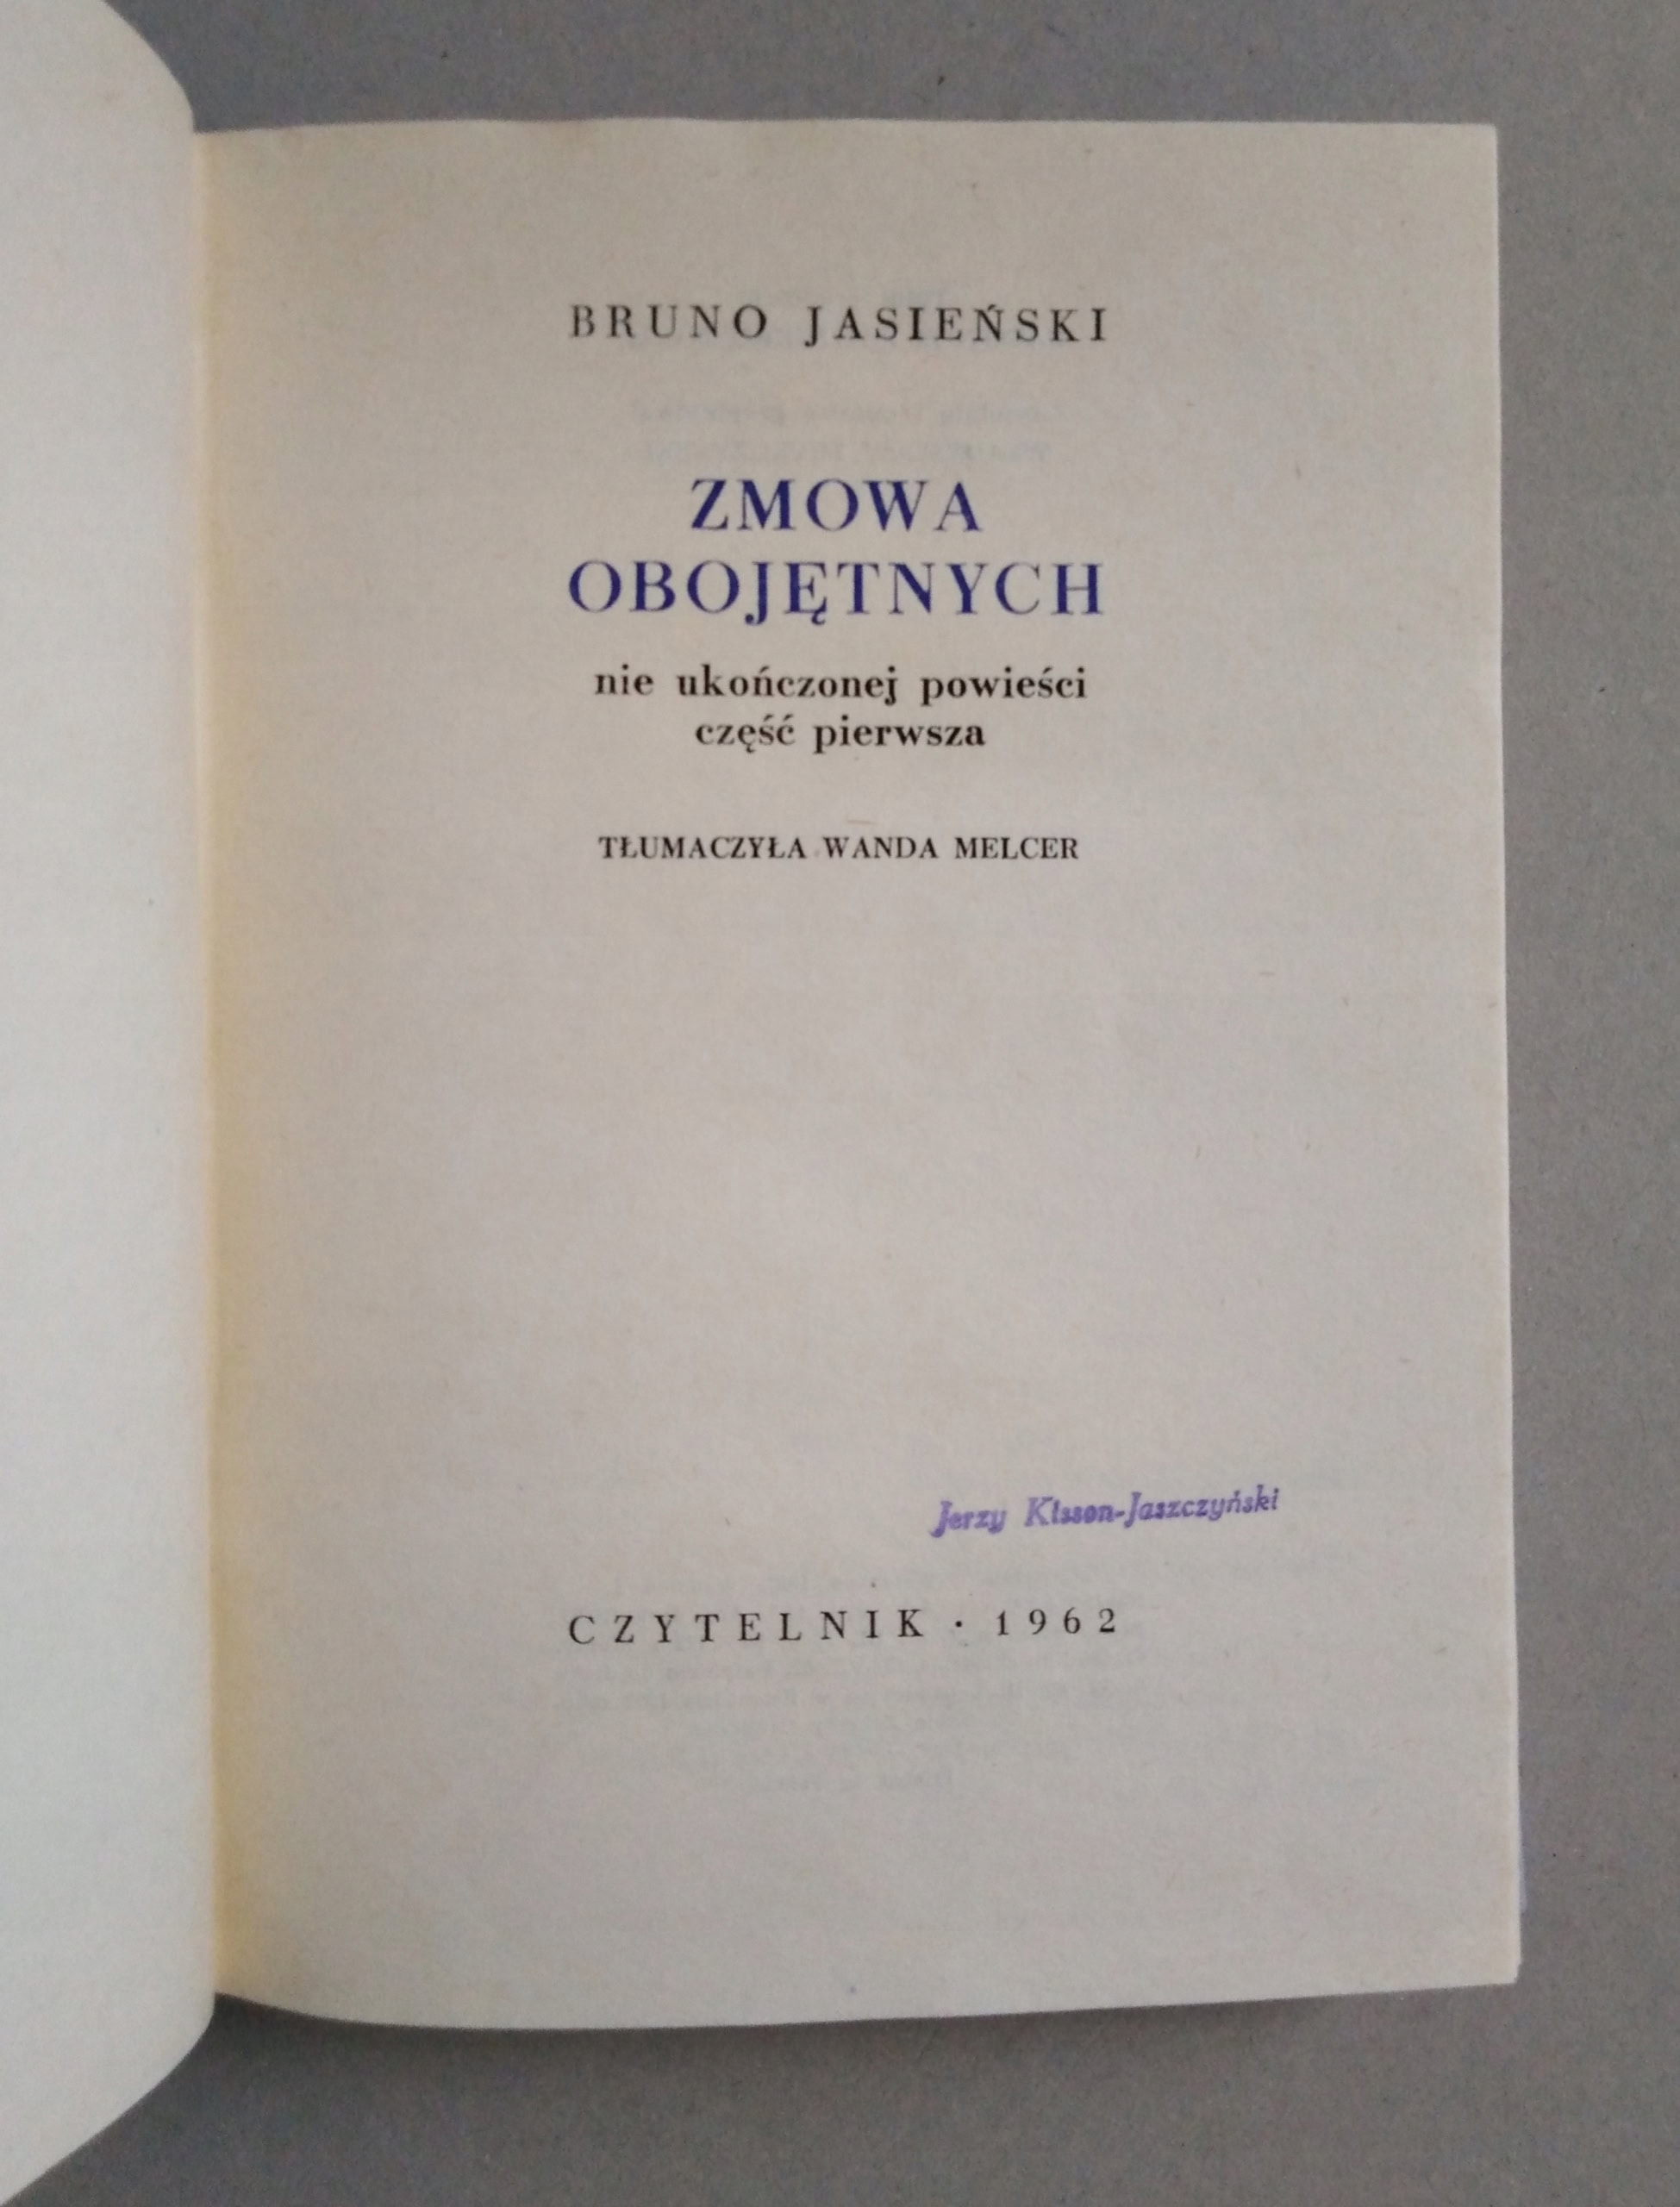 BRUNO JASIEŃSKI
ZMOWA
OBOJĘTNYCH
nie ukończonej powieści
część pierwsza
TŁUMACZYŁA WANDA MELCER
Jerzy Kisson-Jaszczyński
CZYTELNIK · 1962